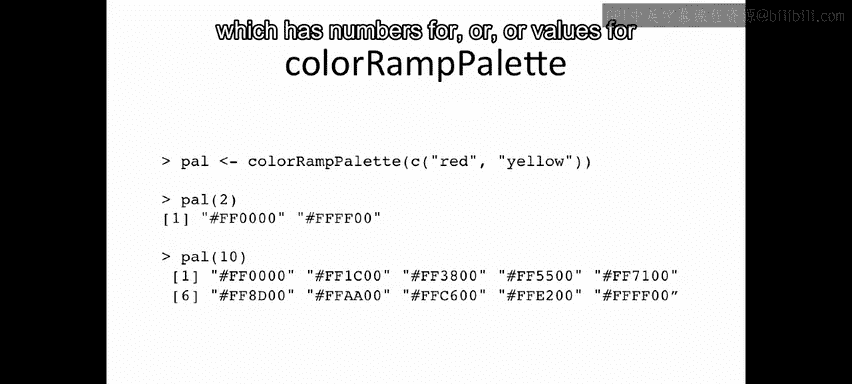 which has numbers for, or, or values for
colorRampPalette
> pal <- colorRampPalette(c("red", "yellow"))
> pal(2)
[1] "#FF0000" "#FFFF00"
> pal(10)
[1] "#FF0000" "#FF1C00" "#FF3800" "#FF5500" "#FF7100"
[6] "#FF8D00" "#FFAA00" "#FFC600" "#FFE200" "#FFFF00”